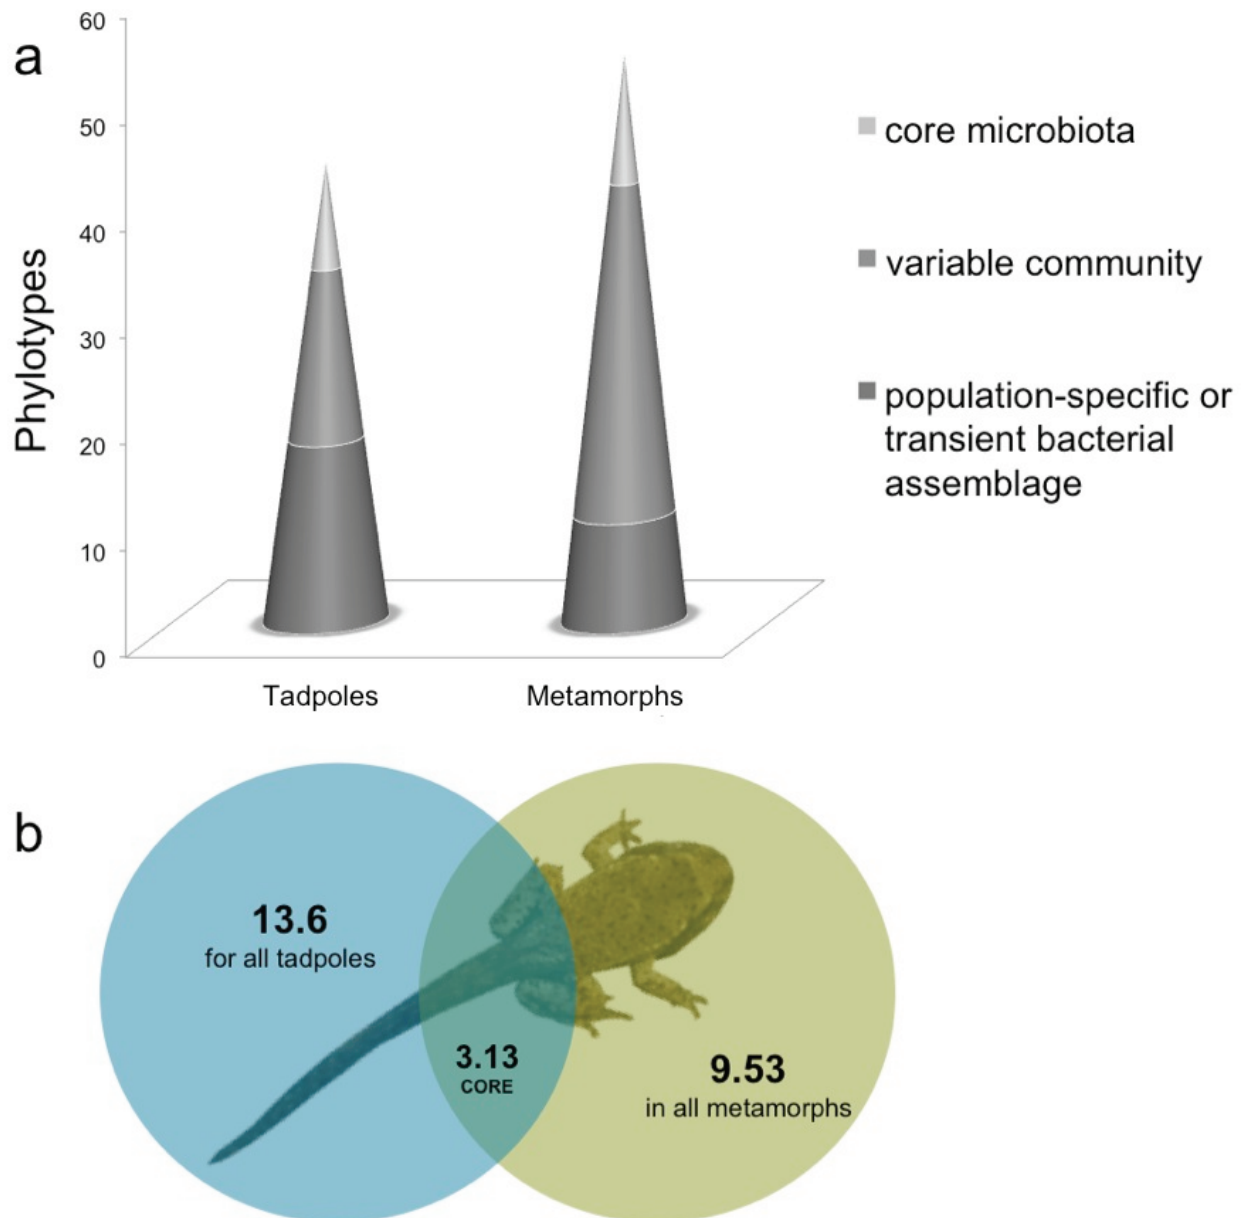 a
60
50
40
30
20
10
0
Phylotypes
Tadpoles
Metamorphs
core microbiota
variable community
population-specific or
transient bacterial
assemblage
b
13.6
for all tadpoles
3.13
CORE
9.53
in all metamorphs